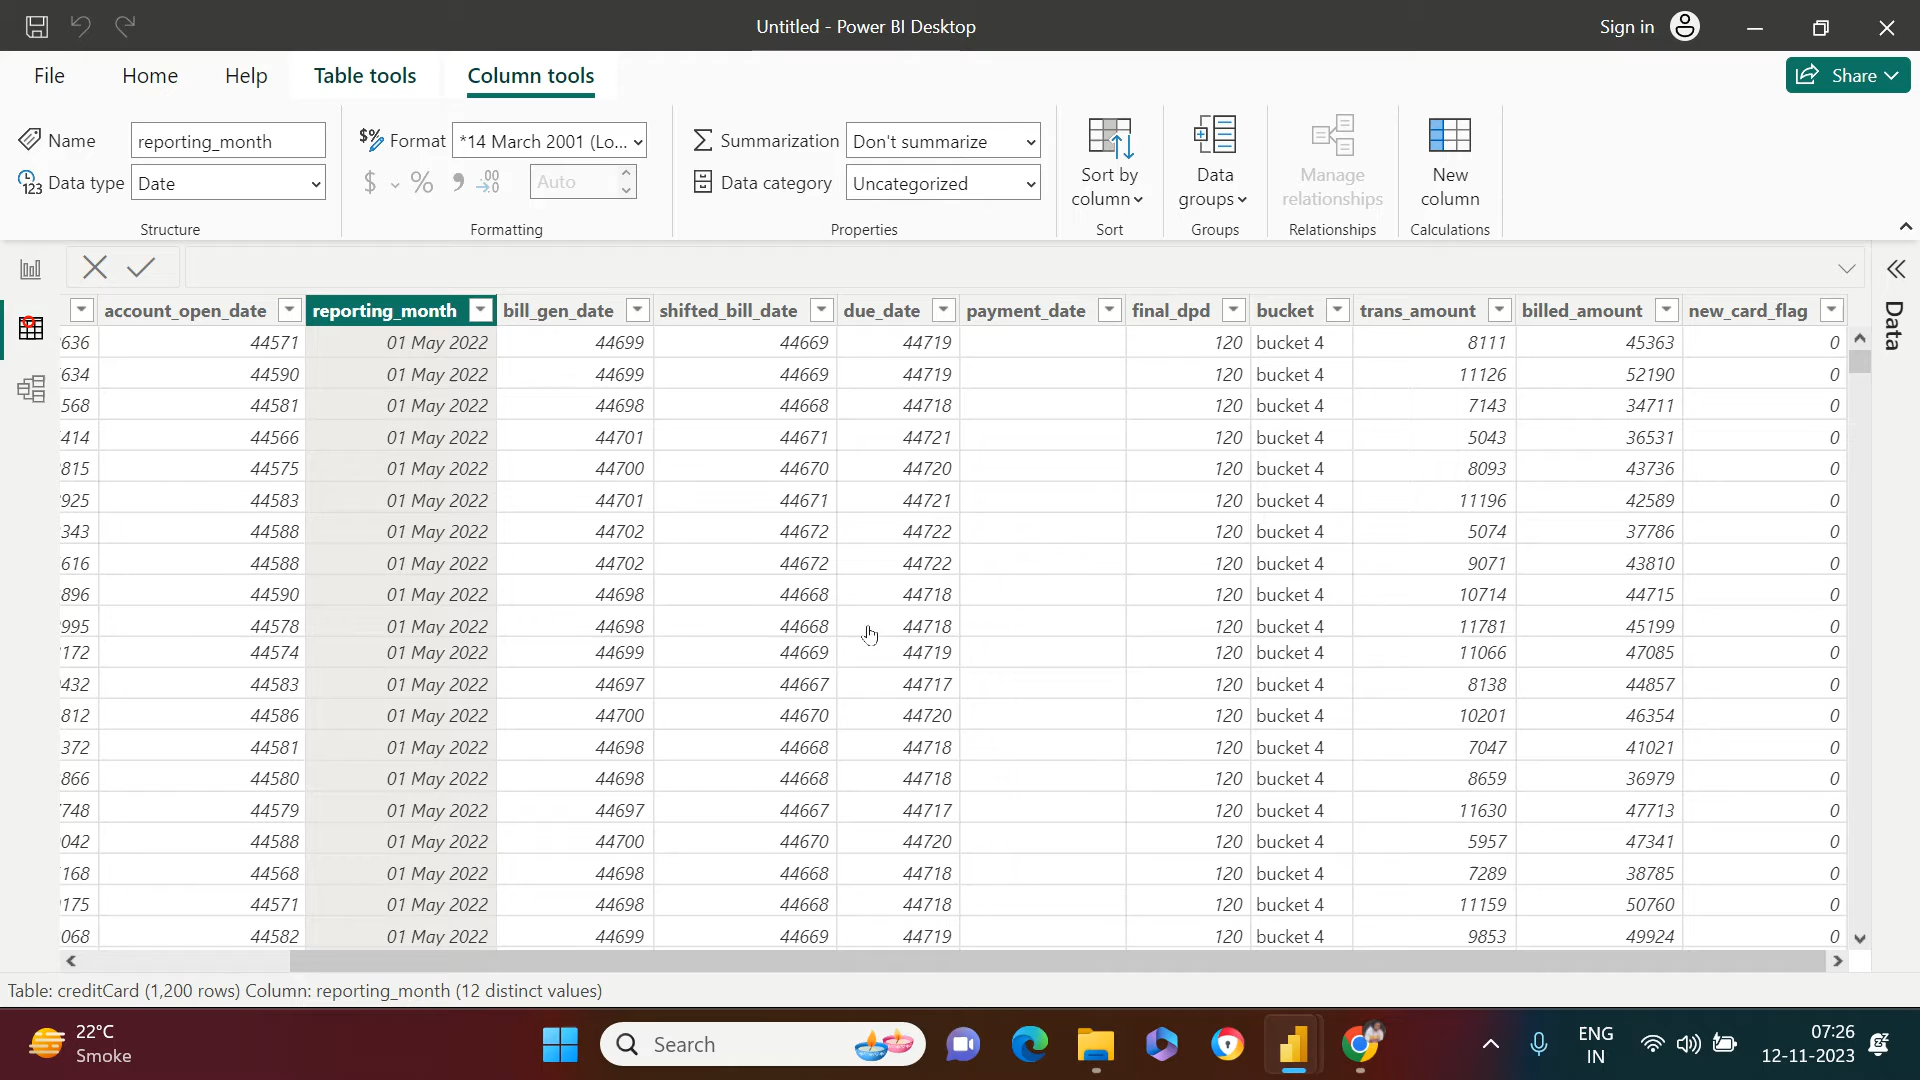 Untitled - Power BI Desktop
Sign in
File Home Help Table tools Column tools
Share
Name reporting_month
Data type Date
Structure
Format *14 March 2001 (Lo...
$ % Auto
Formatting
Summarization Don't summarize
Data category Uncategorized
Properties
Sort by column
Sort
Data groups
Groups
Manage relationships
Relationships
New column
Calculations
Data
account_open_date reporting_month bill_gen_date shifted_bill_date due_date payment_date final_dpd bucket trans_amount billed_amount new_card_flag
636 44571 01 May 2022 44699 44669 44719 120 bucket 4 8111 45363 0
634 44590 01 May 2022 44699 44669 44719 120 bucket 4 11126 52190 0
568 44581 01 May 2022 44698 44668 44718 120 bucket 4 7143 34711 0
414 44566 01 May 2022 44701 44671 44721 120 bucket 4 5043 36531 0
815 44575 01 May 2022 44700 44670 44720 120 bucket 4 8093 43736 0
925 44583 01 May 2022 44701 44671 44721 120 bucket 4 11196 42589 0
343 44588 01 May 2022 44702 44672 44722 120 bucket 4 5074 37786 0
616 44588 01 May 2022 44702 44672 44722 120 bucket 4 9071 43810 0
896 44590 01 May 2022 44698 44668 44718 120 bucket 4 10714 44715 0
995 44578 01 May 2022 44698 44668 44718 120 bucket 4 11781 45199 0
172 44574 01 May 2022 44699 44669 44719 120 bucket 4 11066 47085 0
432 44583 01 May 2022 44697 44667 44717 120 bucket 4 8138 44857 0
812 44586 01 May 2022 44700 44670 44720 120 bucket 4 10201 46354 0
372 44581 01 May 2022 44698 44668 44718 120 bucket 4 7047 41021 0
866 44580 01 May 2022 44698 44668 44718 120 bucket 4 8659 36979 0
748 44579 01 May 2022 44697 44667 44717 120 bucket 4 11630 47713 0
042 44588 01 May 2022 44700 44670 44720 120 bucket 4 5957 47341 0
168 44568 01 May 2022 44698 44668 44718 120 bucket 4 7289 38785 0
175 44571 01 May 2022 44698 44668 44718 120 bucket 4 11159 50760 0
068 44582 01 May 2022 44699 44669 44719 120 bucket 4 9853 49924 0
Table: creditCard (1,200 rows) Column: reporting_month (12 distinct values)
22°C
Smoke
Search
ENG
IN
07:26
12-11-2023